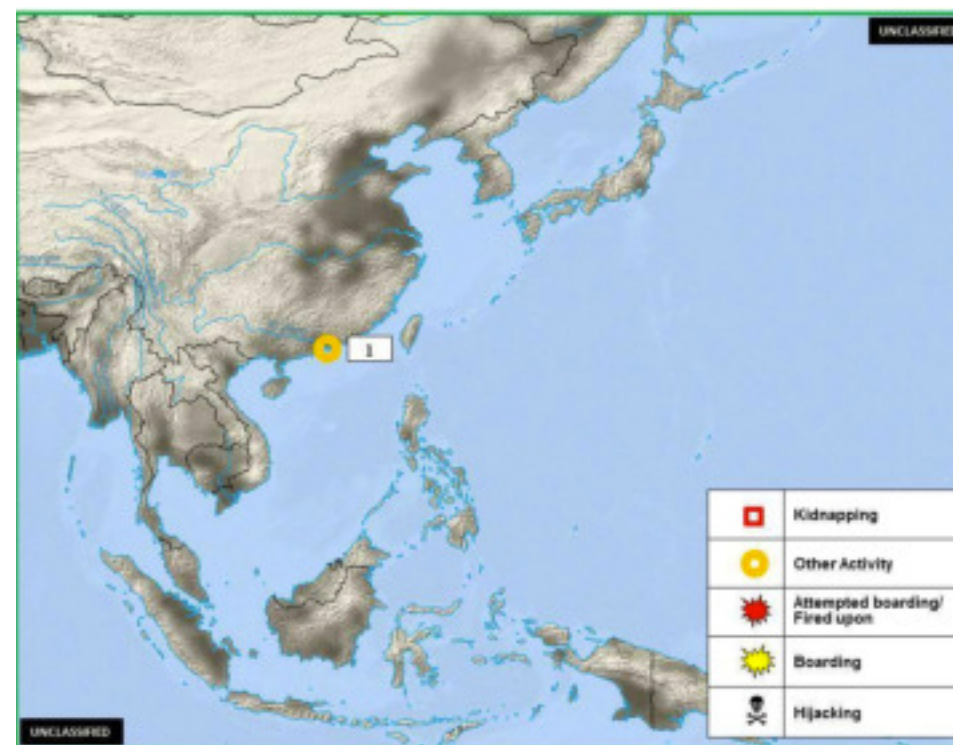 UNCLASSIFIED
1
Kidnapping
Other Activity
Attempted boarding/
Fired upon
Boarding
Hijacking
UNCLASSIFIED